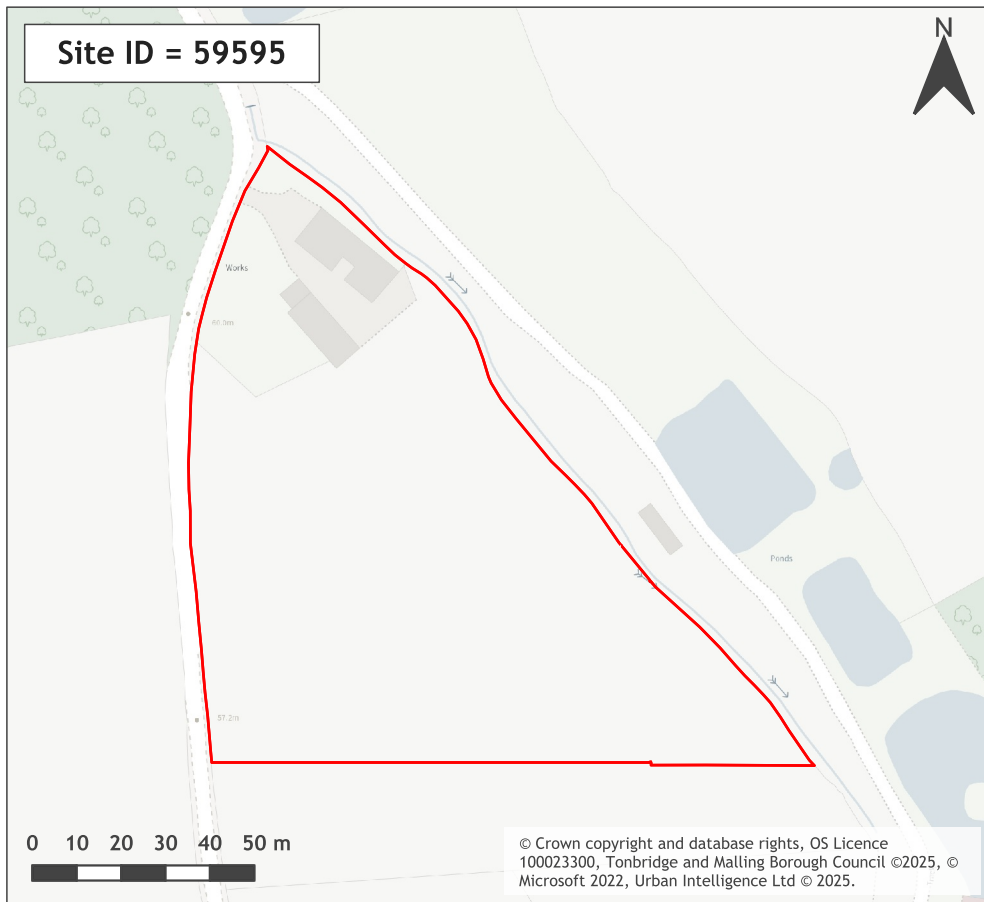 Site ID = 59595
N
Works
60.0m
Ponds
57.2m
0 10 20 30 40 50 m
© Crown copyright and database rights, OS Licence
100023300, Tonbridge and Malling Borough Council ©2025, ©
Microsoft 2022, Urban Intelligence Ltd © 2025.